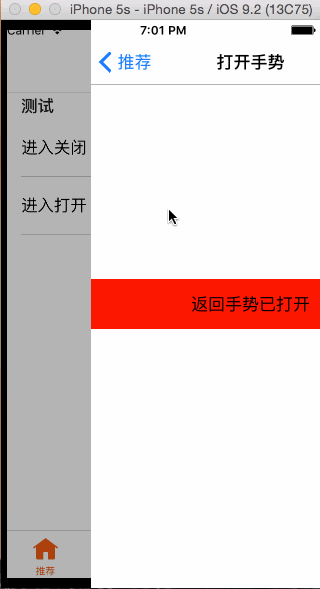 iPhone 5s - iPhone 5s / iOS 9.2 (13C75)
Carrier
7:01 PM
推荐
打开手势
测试
进入关闭
进入打开
返回手势已打开
推荐